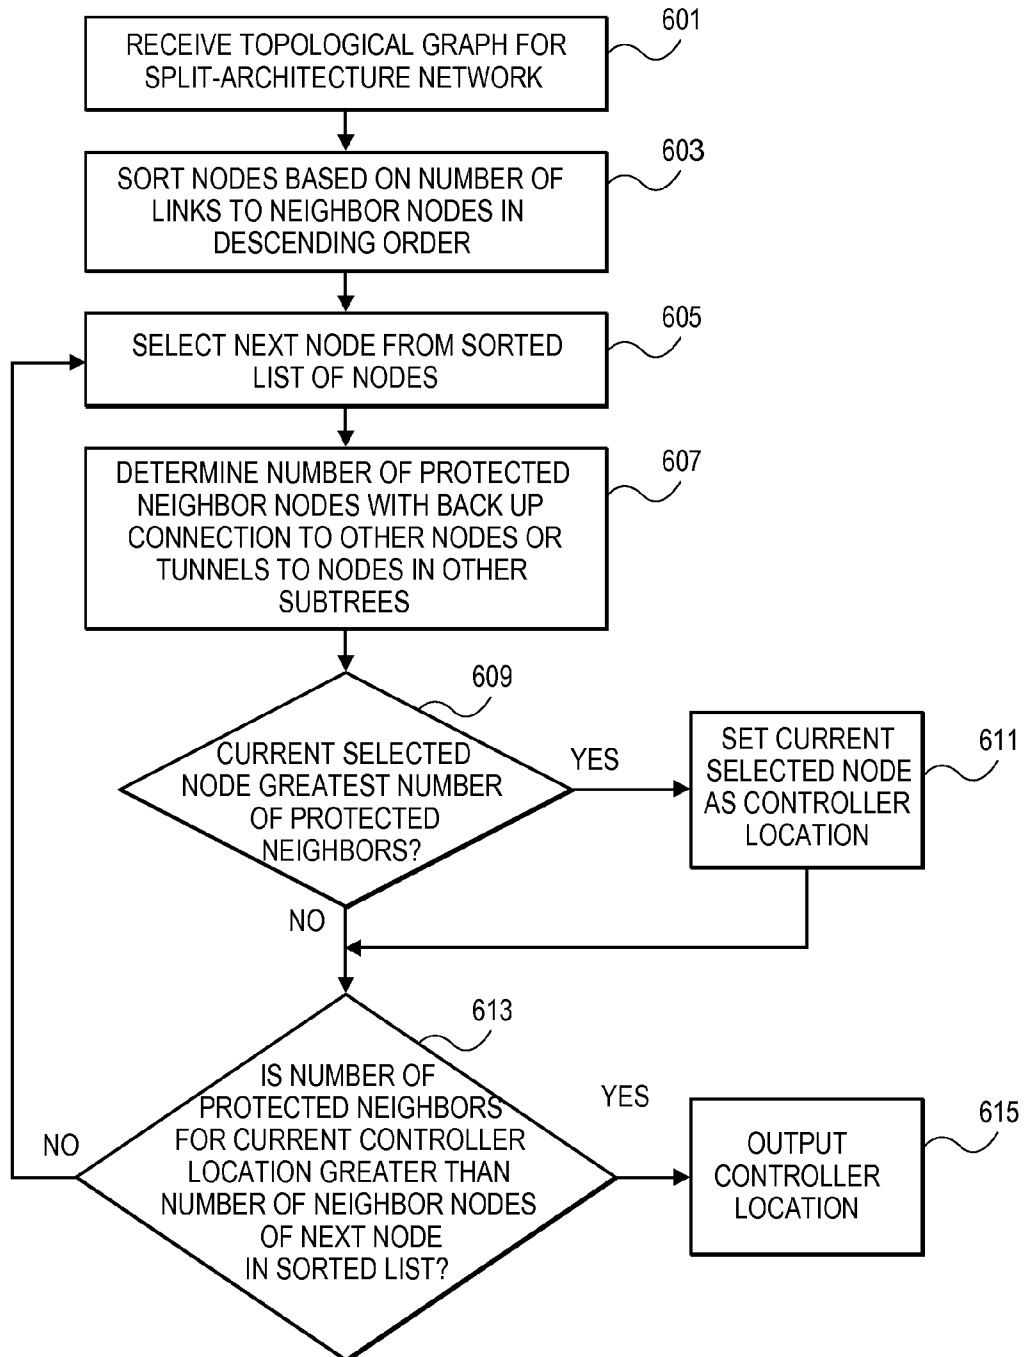 601
RECEIVE TOPOLOGICAL GRAPH FOR
SPLIT-ARCHITECTURE NETWORK
603
SORT NODES BASED ON NUMBER OF
LINKS TO NEIGHBOR NODES IN
DESCENDING ORDER
605
SELECT NEXT NODE FROM SORTED
LIST OF NODES
607
DETERMINE NUMBER OF PROTECTED
NEIGHBOR NODES WITH BACK UP
CONNECTION TO OTHER NODES OR
TUNNELS TO NODES IN OTHER
SUBTREES
609
CURRENT SELECTED
NODE GREATEST NUMBER
OF PROTECTED
NEIGHBORS?
YES
611
SET CURRENT
SELECTED NODE
AS CONTROLLER
LOCATION
NO
613
IS NUMBER OF
PROTECTED NEIGHBORS
FOR CURRENT CONTROLLER
LOCATION GREATER THAN
NUMBER OF NEIGHBOR NODES
OF NEXT NODE
IN SORTED LIST?
NO
YES
615
OUTPUT
CONTROLLER
LOCATION